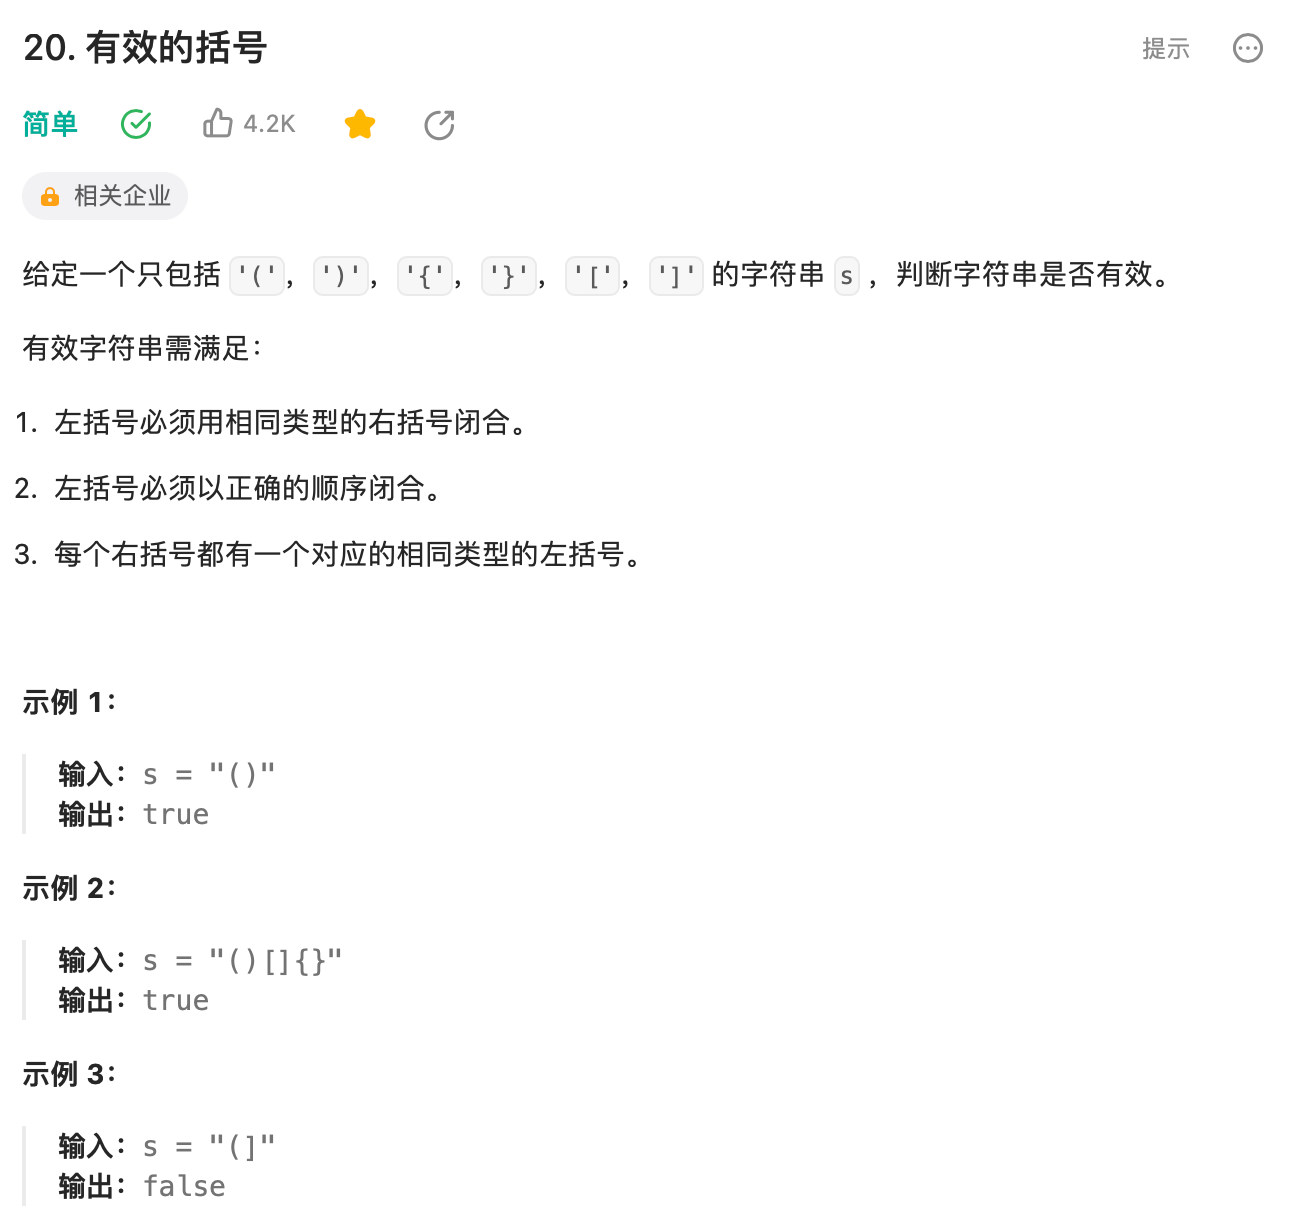 20. 有效的括号
提示
简单
4.2K
相关企业
给定一个只包括 '('，')'，'{'，'}'，'['，']' 的字符串 s ，判断字符串是否有效。
有效字符串需满足：
1. 左括号必须用相同类型的右括号闭合。
2. 左括号必须以正确的顺序闭合。
3. 每个右括号都有一个对应的相同类型的左括号。
示例 1：
输入：s = "()"
输出：true
示例 2：
输入：s = "()[]{}"
输出：true
示例 3：
输入：s = "(]"
输出：false